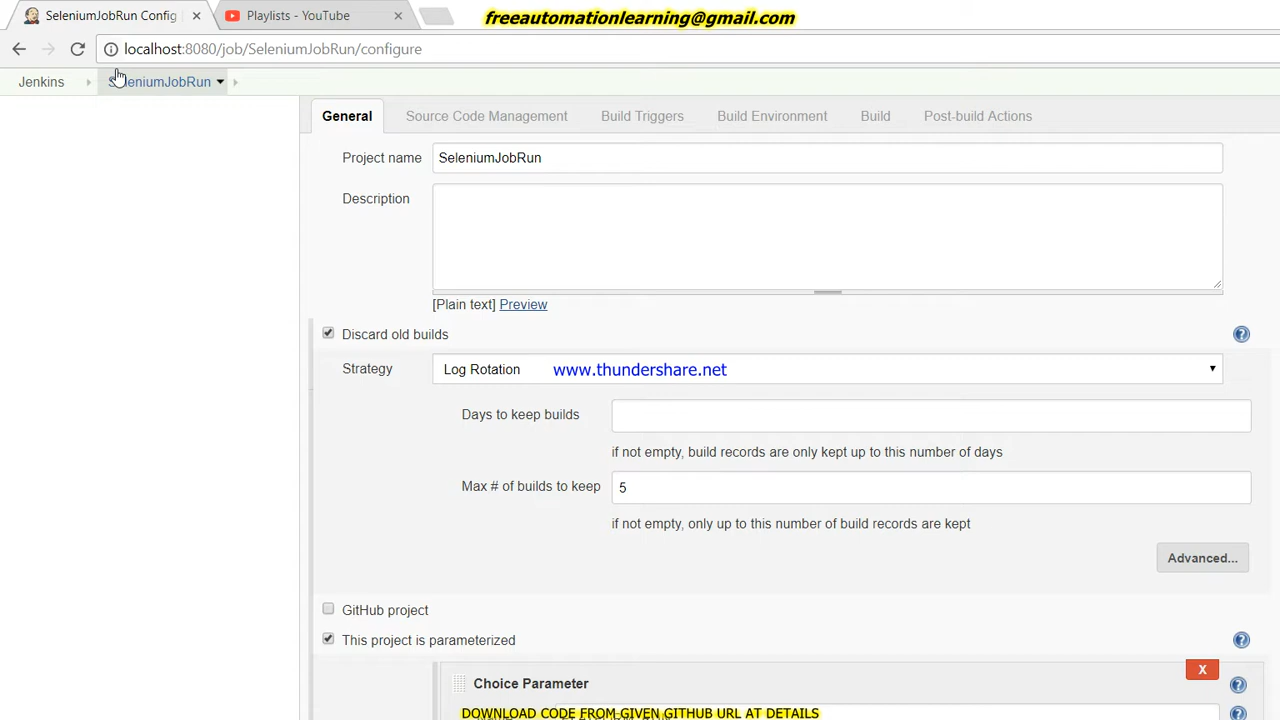 SeleniumJobRun Config
Playlists - YouTube
freeautomationlearning@gmail.com
localhost:8080/job/SeleniumJobRun/configure
Jenkins
SeleniumJobRun
General
Source Code Management
Build Triggers
Build Environment
Build
Post-build Actions
Project name
SeleniumJobRun
Description
[Plain text] Preview
Discard old builds
Strategy
Log Rotation
www.thundershare.net
Days to keep builds
if not empty, build records are only kept up to this number of days
Max # of builds to keep
5
if not empty, only up to this number of build records are kept
Advanced...
GitHub project
This project is parameterized
X
Choice Parameter
DOWNLOAD CODE FROM GIVEN GITHUB URL AT DETAILS